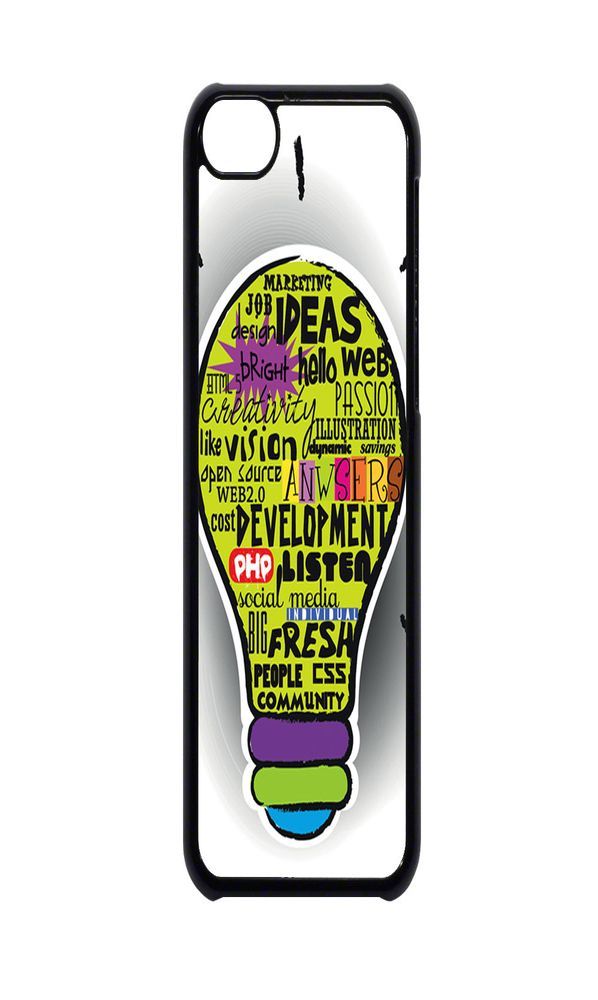 MARKETING
JOB IDEAS
design
bRiGHt hello Web
HTML5
Creativity PASSION
ILLUSTRATION
like vision dynamic savings
open source ANWSERS
WEB2.0
cost DEVELOPMENT
PHP LISTEN
social media
INDIVIDUAL
BIG FRESH
PEOPLE CSS
COMMUNITY